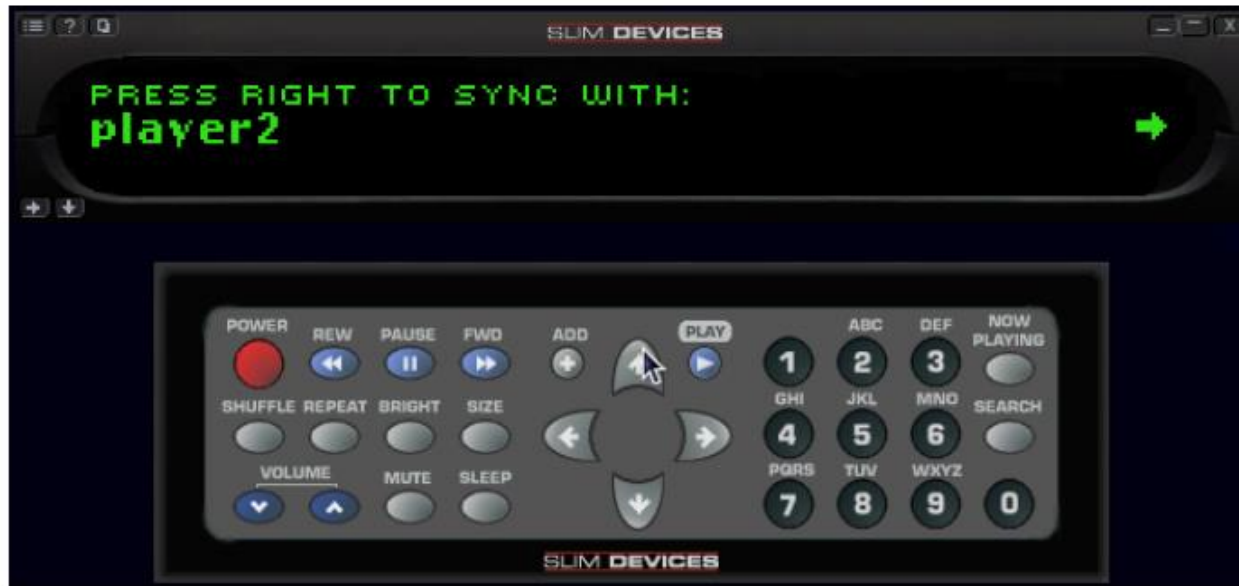 ?
SLIM DEVICES
X
PRESS RIGHT TO SYNC WITH:
player2
POWER REW PAUSE FWD ADD PLAY ABC DEF NOW PLAYING
1 2 3
SHUFFLE REPEAT BRIGHT SIZE GHI JKL MNO SEARCH
4 5 6
VOLUME MUTE SLEEP PQRS TUV WXYZ
7 8 9 0
SLIM DEVICES